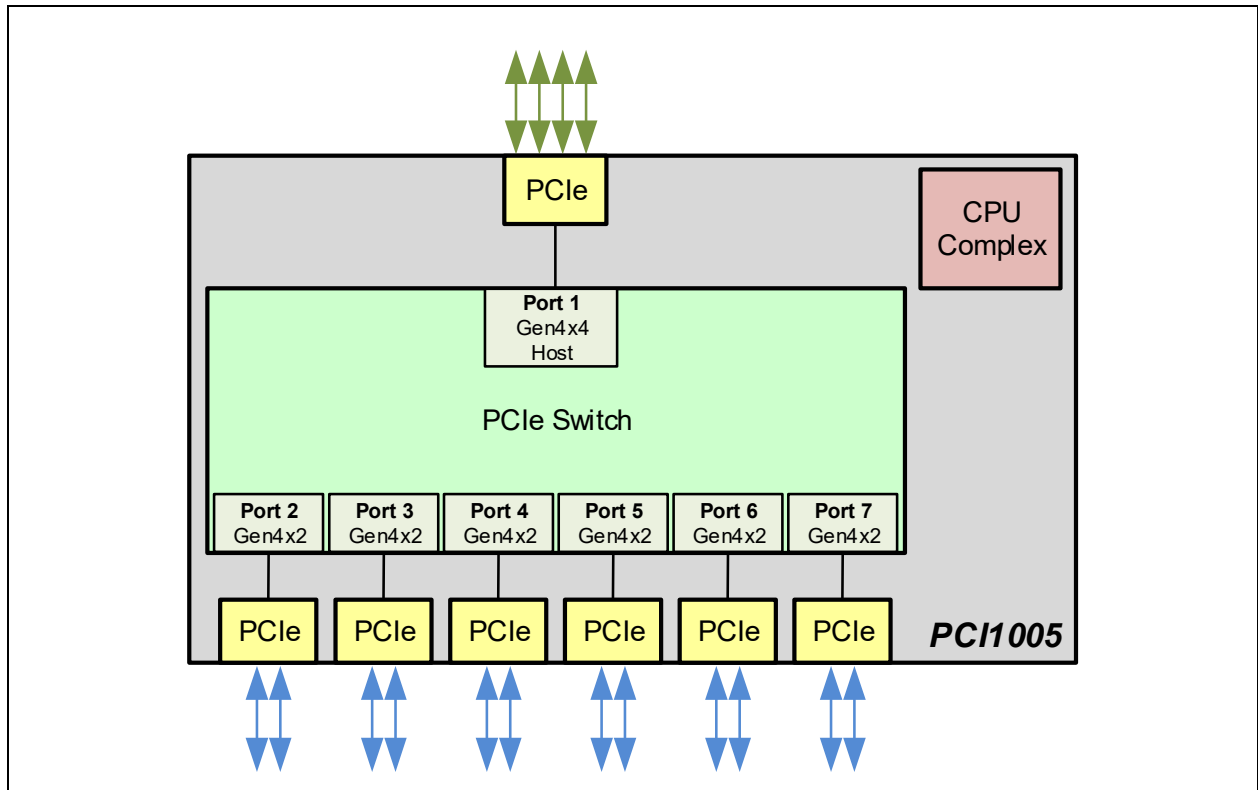 PCIe
CPU
Complex
Port 1
Gen4x4
Host
PCIe Switch
Port 2
Gen4x2
Port 3
Gen4x2
Port 4
Gen4x2
Port 5
Gen4x2
Port 6
Gen4x2
Port 7
Gen4x2
PCIe
PCIe
PCIe
PCIe
PCIe
PCIe
PCI1005